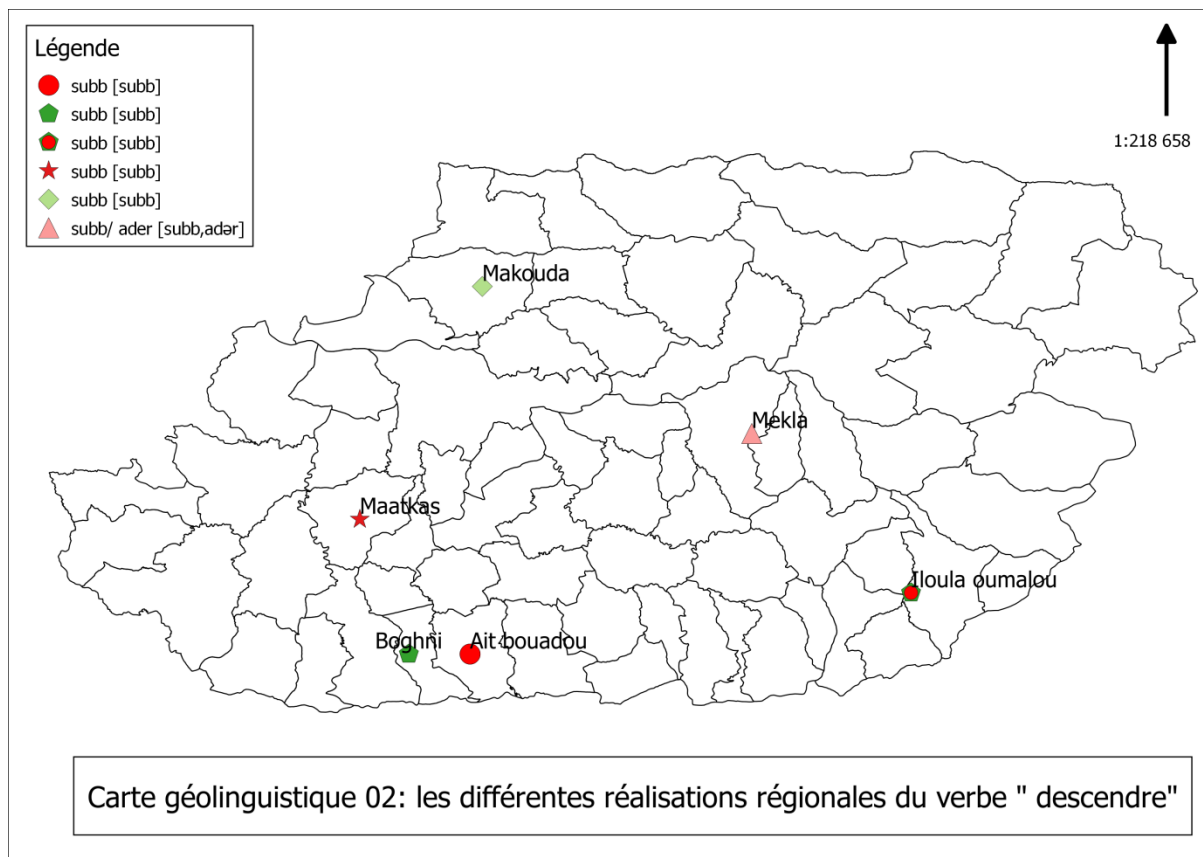 Légende
subb [subb]
subb [subb]
subb [subb]
subb [subb]
subb [subb]
subb/ ader [subb,adər]
1:218 658
Makouda
Mekla
Maatkas
Iloula oumalou
Boghni
Ait bouadou
Carte géolinguistique 02: les différentes réalisations régionales du verbe " descendre"